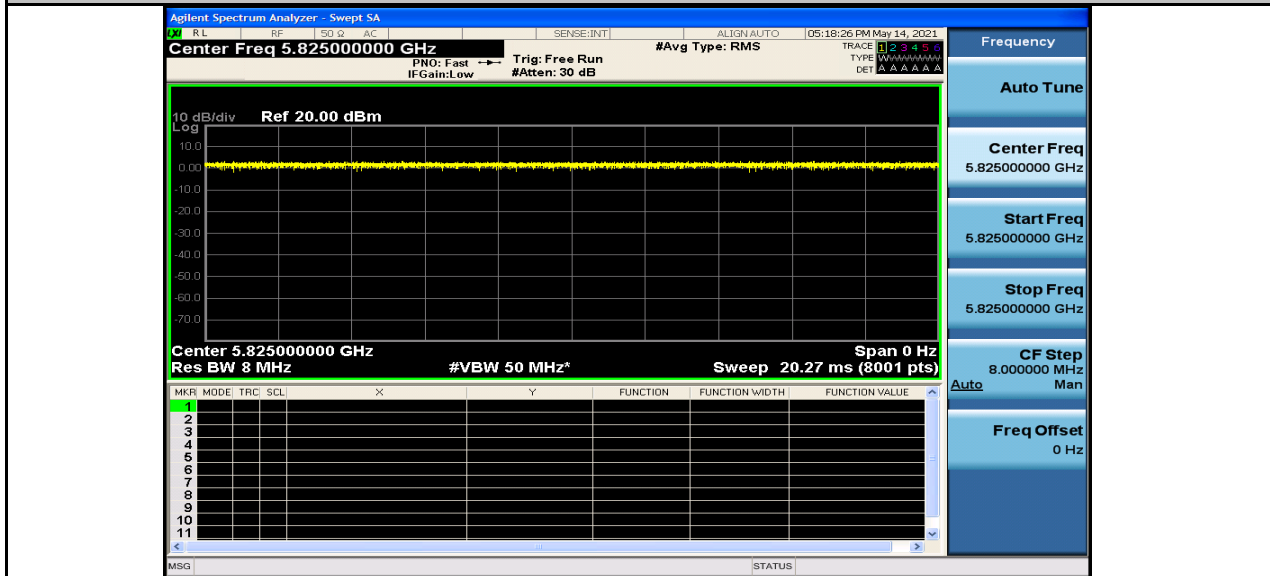 Agilent Spectrum Analyzer - Swept SA
LXI RL RF 50 Ω AC SENSE:INT ALIGN AUTO 05:18:26 PM May 14, 2021
Center Freq 5.825000000 GHz #Avg Type: RMS TRACE 1 2 3 4 5 6
PNO: Fast Trig: Free Run TYPE WWWWWW
IFGain:Low #Atten: 30 dB DET A A A A A A
10 dB/div Ref 20.00 dBm
Log
10.0
0.00
-10.0
-20.0
-30.0
-40.0
-50.0
-60.0
-70.0
Center 5.825000000 GHz Span 0 Hz
Res BW 8 MHz #VBW 50 MHz* Sweep 20.27 ms (8001 pts)
MKR MODE TRC SCL X Y FUNCTION FUNCTION WIDTH FUNCTION VALUE
1
2
3
4
5
6
7
8
9
10
11
MSG STATUS
Frequency
Auto Tune
Center Freq
5.825000000 GHz
Start Freq
5.825000000 GHz
Stop Freq
5.825000000 GHz
CF Step
8.000000 MHz
Auto Man
Freq Offset
0 Hz